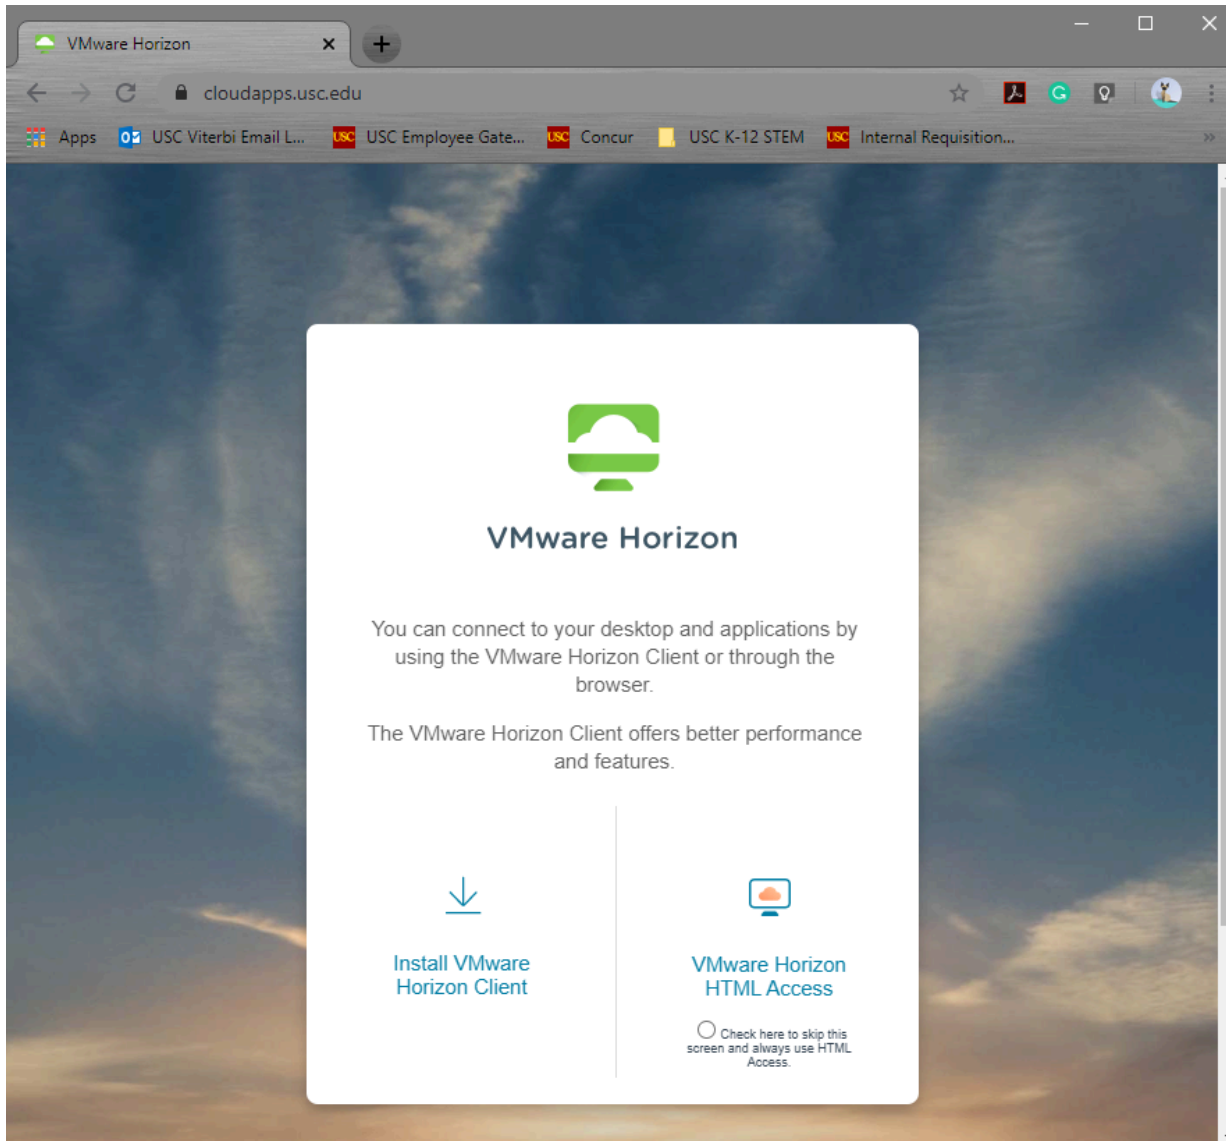 VMware Horizon
cloudapps.usc.edu
Apps USC Viterbi Email L... USC USC Employee Gate... USC Concur USC K-12 STEM USC Internal Requisition...
VMware Horizon
You can connect to your desktop and applications by
using the VMware Horizon Client or through the
browser.
The VMware Horizon Client offers better performance
and features.
Install VMware
Horizon Client
VMware Horizon
HTML Access
Check here to skip this
screen and always use HTML
Access.